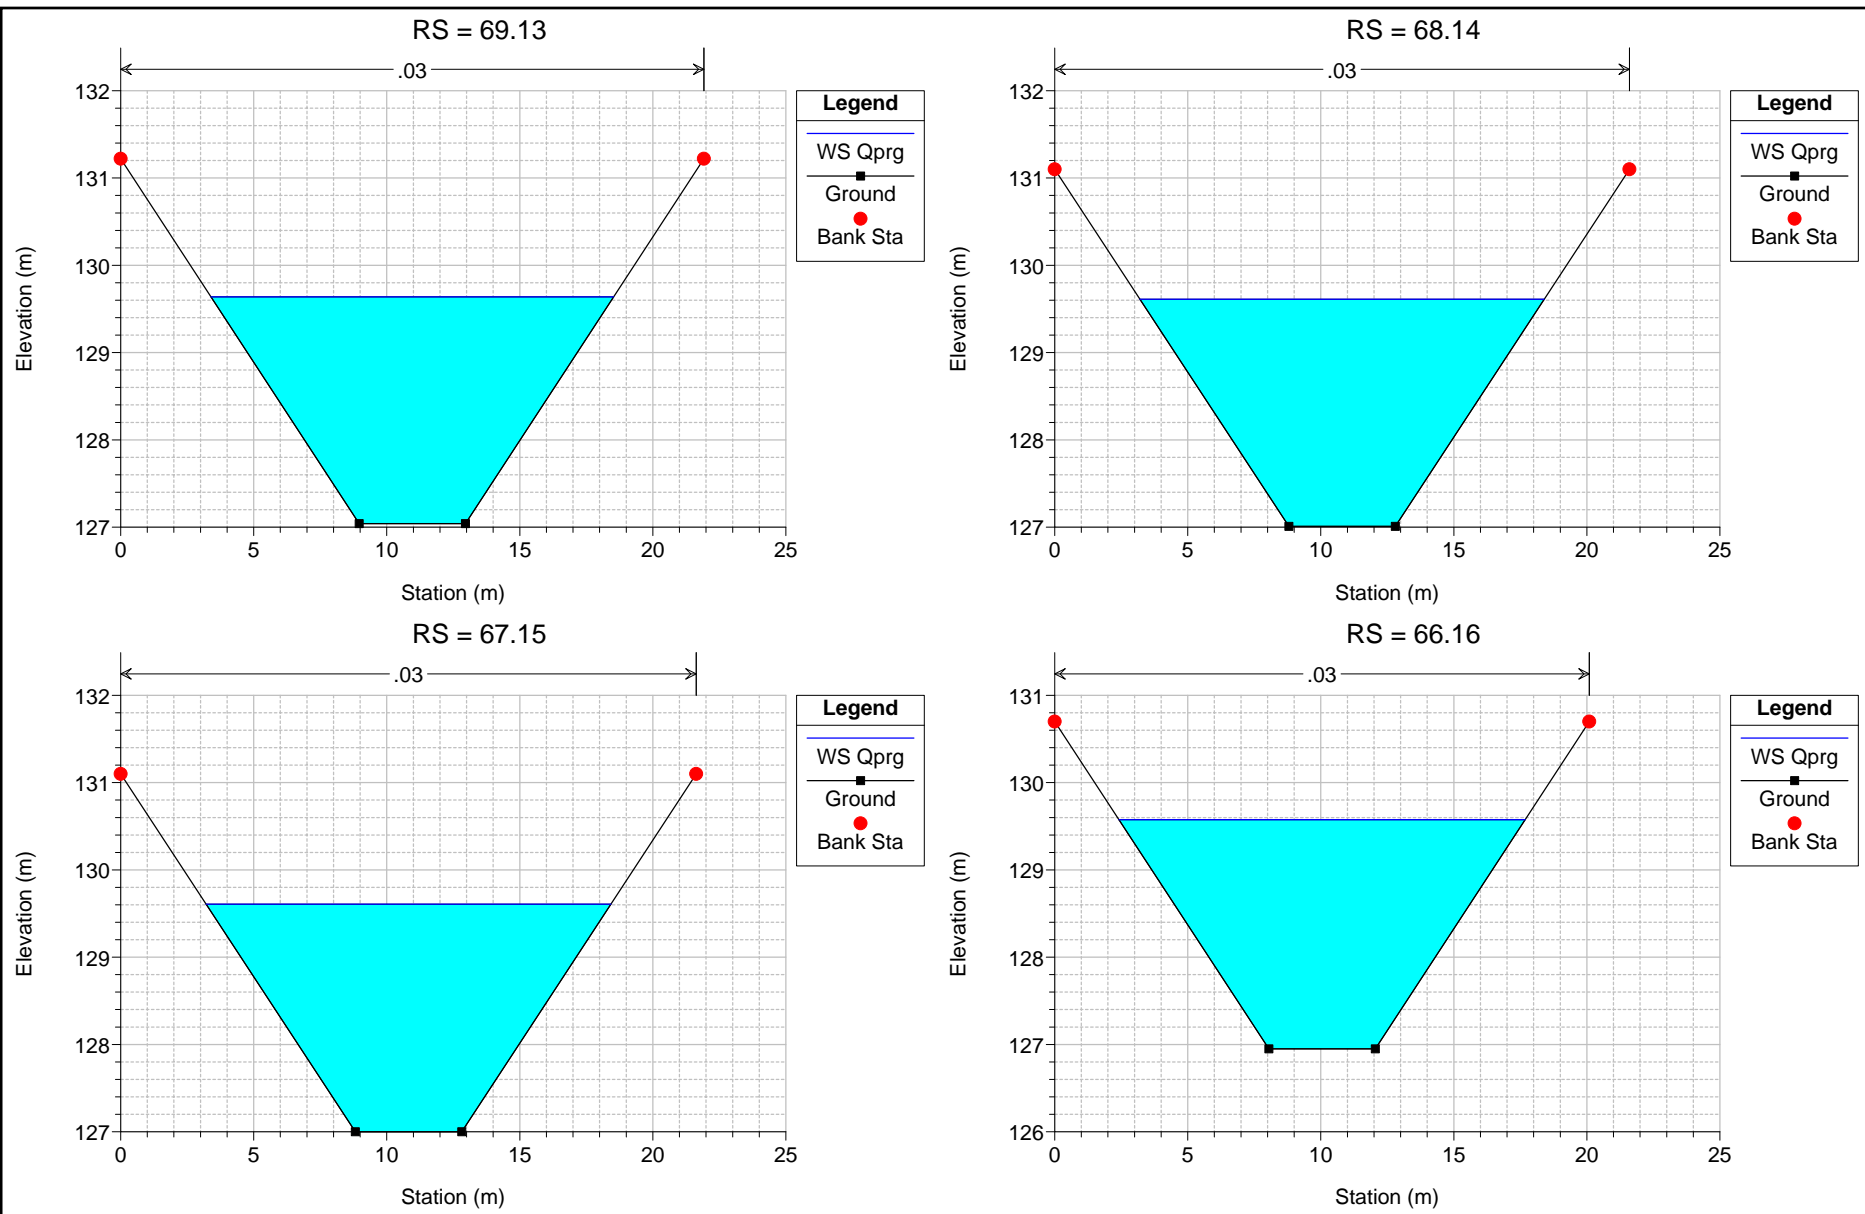 RS = 69.13
.03
132
131
130
129
128
127
0 5 10 15 20 25
Elevation (m)
Station (m)
Legend
WS Qprg
Ground
Bank Sta
RS = 68.14
.03
132
131
130
129
128
127
0 5 10 15 20 25
Elevation (m)
Station (m)
Legend
WS Qprg
Ground
Bank Sta
RS = 67.15
.03
132
131
130
129
128
127
0 5 10 15 20 25
Elevation (m)
Station (m)
Legend
WS Qprg
Ground
Bank Sta
RS = 66.16
.03
131
130
129
128
127
126
0 5 10 15 20 25
Elevation (m)
Station (m)
Legend
WS Qprg
Ground
Bank Sta